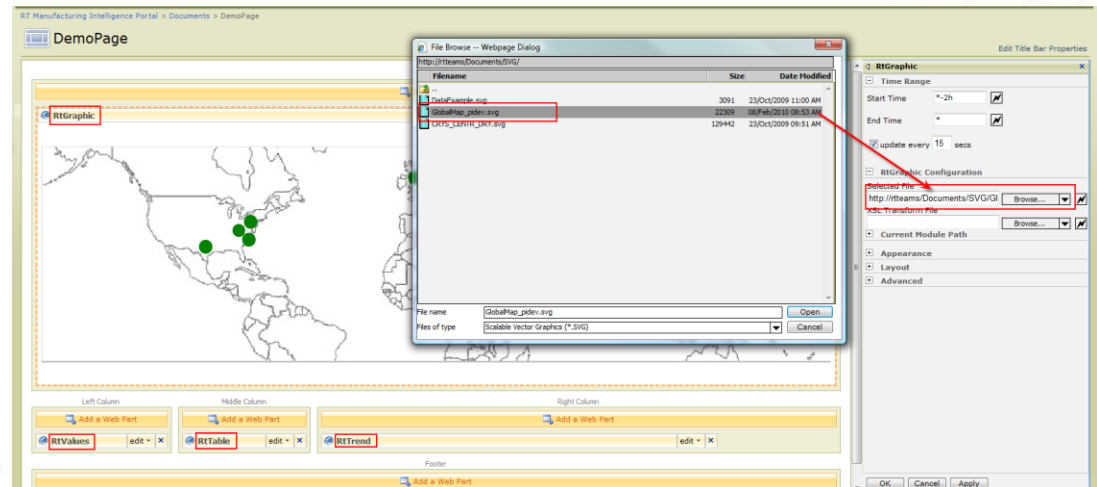 RT Manufacturing Intelligence Portal > Documents > DemoPage
DemoPage
Edit Title Bar Properties
File Browse -- Webpage Dialog
http://rtteams/Documents/SVG/
Filename Size Date Modified
..
DataExample.svg 3091 23/Oct/2009 11:00 AM
GlobalMap_pidev.svg 22309 08/Feb/2010 08:53 AM
CRYS_CENTR_DRY.svg 129442 23/Oct/2009 09:51 AM
File name GlobalMap_pidev.svg Open
Files of type Scalable Vector Graphics (*.SVG) Cancel
RtGraphic
RtGraphic
Time Range
Start Time *-2h
End Time *
update every 15 secs
RtGraphic Configuration
Selected File
http://rtteams/Documents/SVG/Gl Browse...
XSL Transform File
Browse...
Current Module Path
Appearance
Layout
Advanced
Left Column Middle Column Right Column
Add a Web Part Add a Web Part Add a Web Part
RtValues edit RtTable edit RtTrend edit
Footer
Add a Web Part
OK Cancel Apply